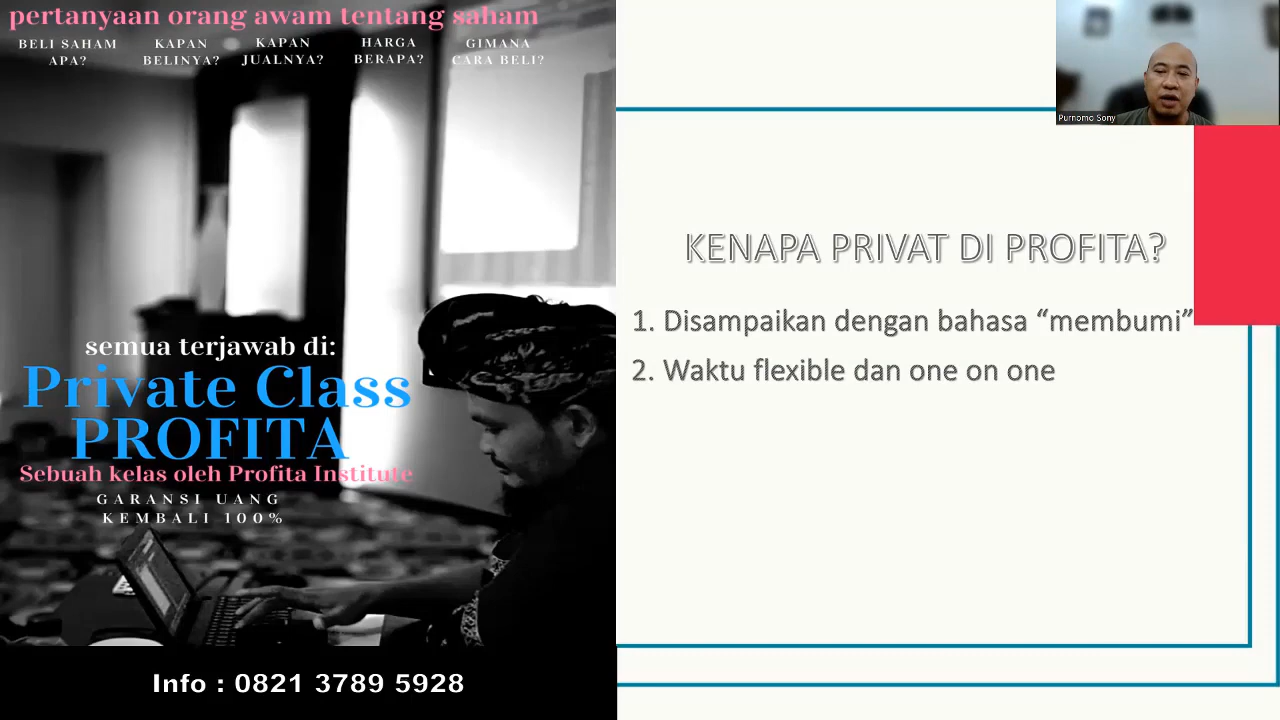 pertanyaan orang awam tentang saham
BELI SAHAM APA?
KAPAN BELINYA?
KAPAN JUALNYA?
HARGA BERAPA?
GIMANA CARA BELI?
semua terjawab di:
Private Class
PROFITA
Sebuah kelas oleh Profita Institute
GARANSI UANG
KEMBALI 100%
Info : 0821 3789 5928
Purnomo Sony
KENAPA PRIVAT DI PROFITA?
1. Disampaikan dengan bahasa “membumi”
2. Waktu flexible dan one on one